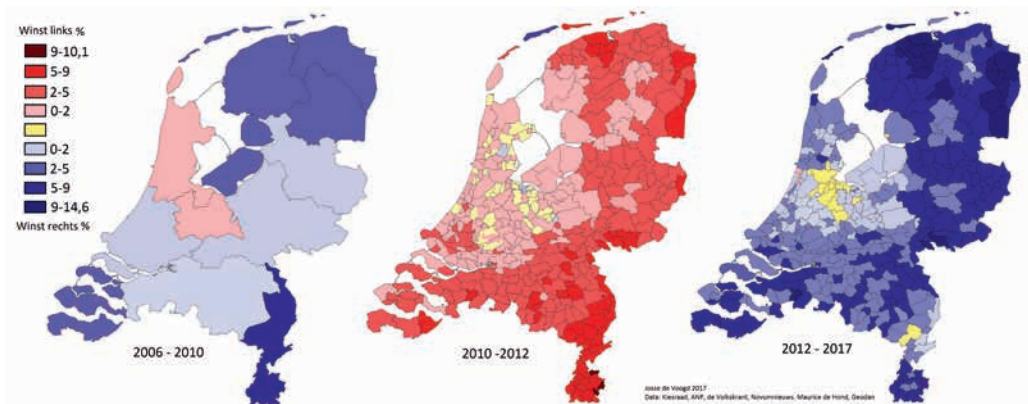 Winst links %
9-10,1
5-9
2-5
0-2
0-2
2-5
5-9
9-14,6
Winst rechts %
2006 - 2010
2010 - 2012
2012 - 2017
Josse de Voogd 2017
Data: Kiesraad, ANP, de Volkskrant, Novumnieuws, Maurice de Hond, Geodan